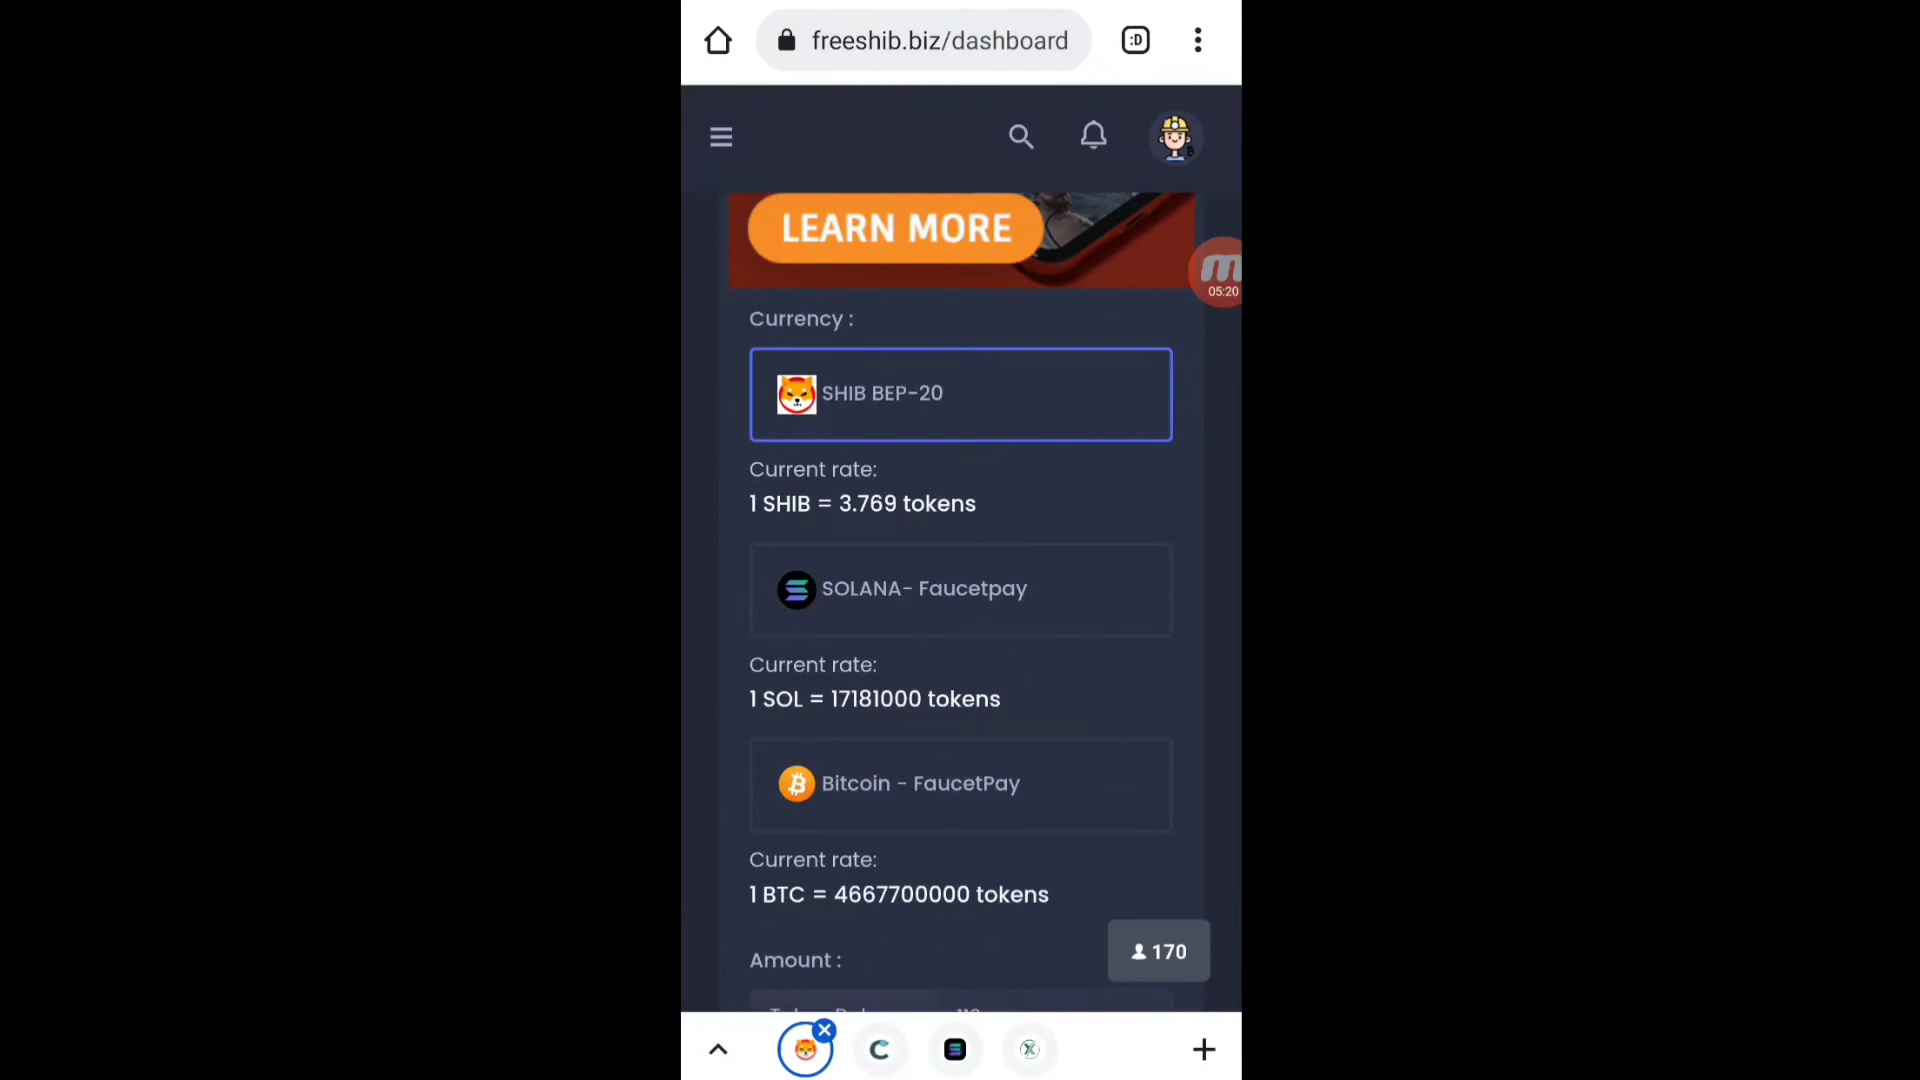 freeshib.biz/dashboard
:D
LEARN MORE
05:20
Currency :
SHIB BEP-20
Current rate:
1 SHIB = 3.769 tokens
SOLANA- Faucetpay
Current rate:
1 SOL = 17181000 tokens
Bitcoin - FaucetPay
Current rate:
1 BTC = 4667700000 tokens
170
Amount :